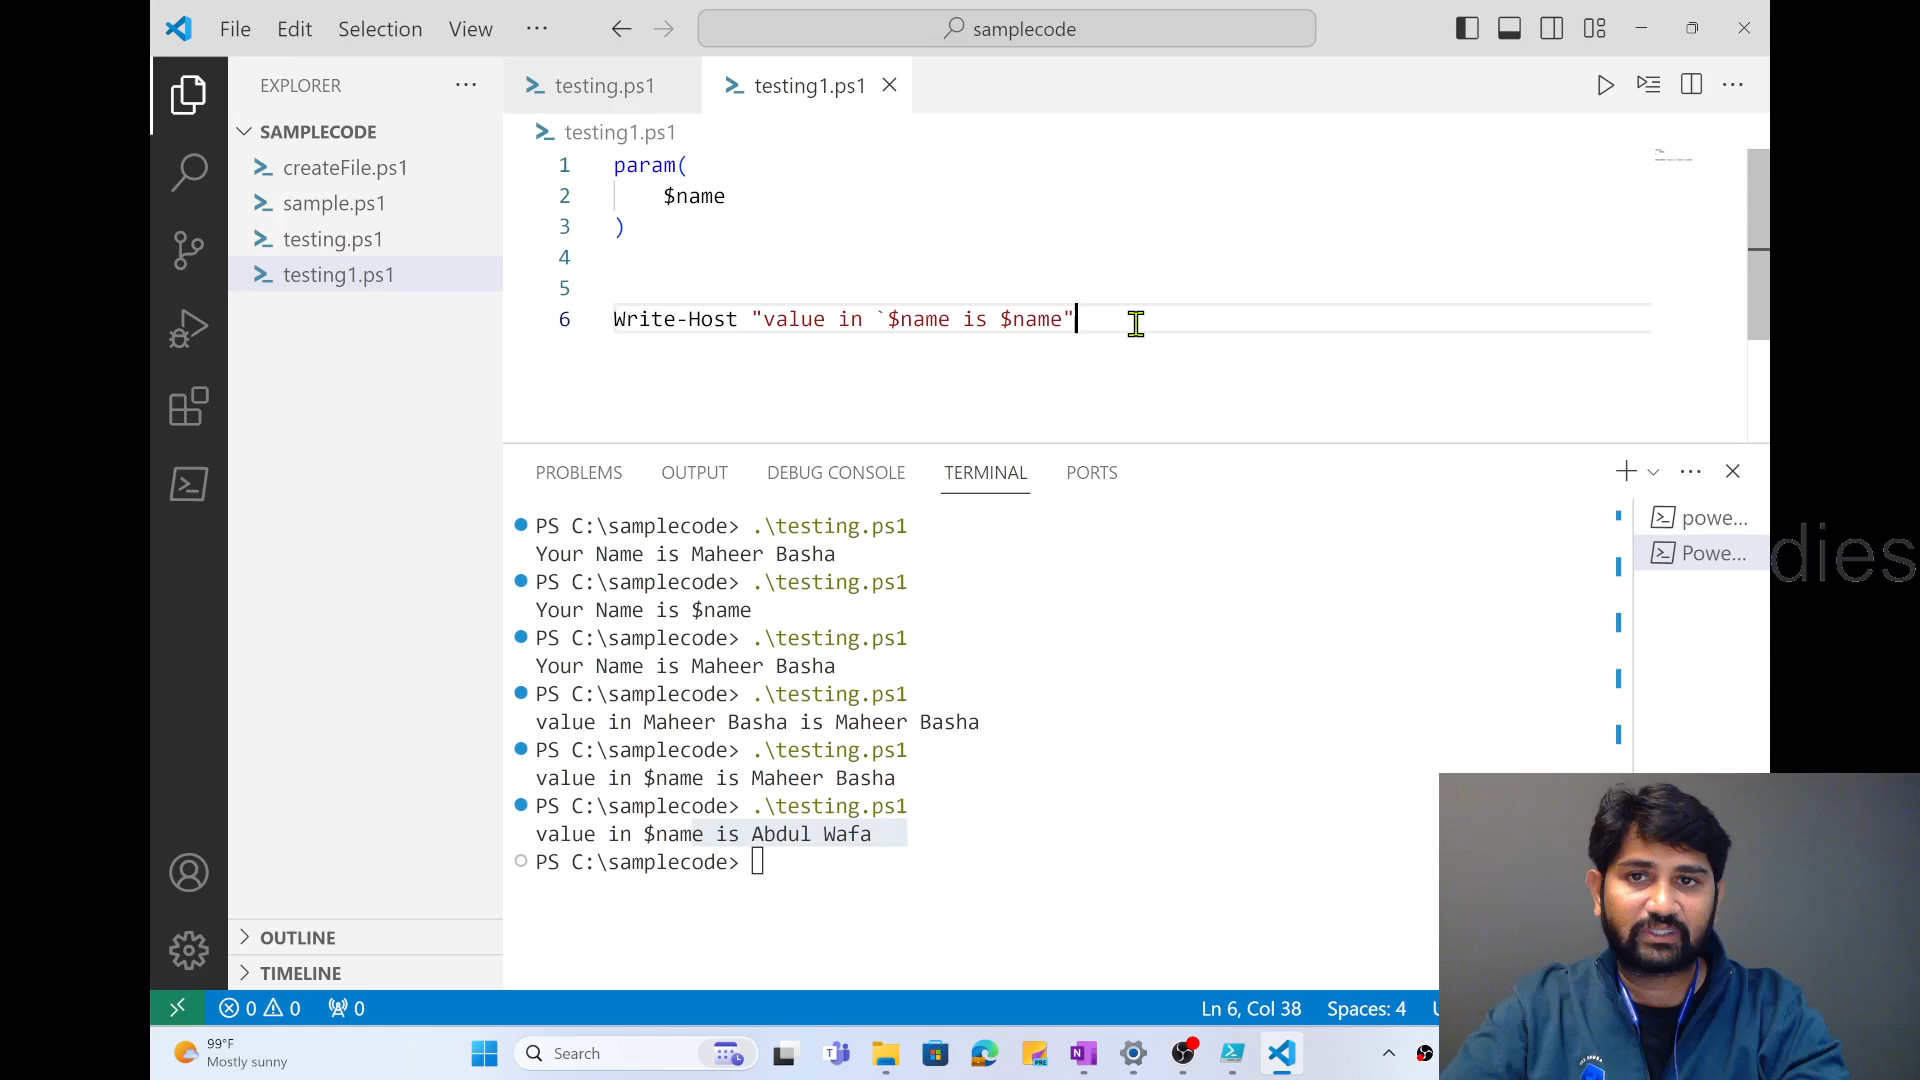 File Edit Selection View ··· samplecode
EXPLORER ···
SAMPLECODE
createFile.ps1
sample.ps1
testing.ps1
testing1.ps1
OUTLINE
TIMELINE
testing.ps1 testing1.ps1
testing1.ps1
1 param(
2 $name
3 )
4
5
6 Write-Host "value in `$name is $name"
PROBLEMS OUTPUT DEBUG CONSOLE TERMINAL PORTS
PS C:\samplecode> .\testing.ps1
Your Name is Maheer Basha
PS C:\samplecode> .\testing.ps1
Your Name is $name
PS C:\samplecode> .\testing.ps1
Your Name is Maheer Basha
PS C:\samplecode> .\testing.ps1
value in Maheer Basha is Maheer Basha
PS C:\samplecode> .\testing.ps1
value in $name is Maheer Basha
PS C:\samplecode> .\testing.ps1
value in $name is Abdul Wafa
PS C:\samplecode>
powe...
Powe...
dies
0 0 0 Ln 6, Col 38 Spaces: 4
99°F
Mostly sunny
Search
PRE